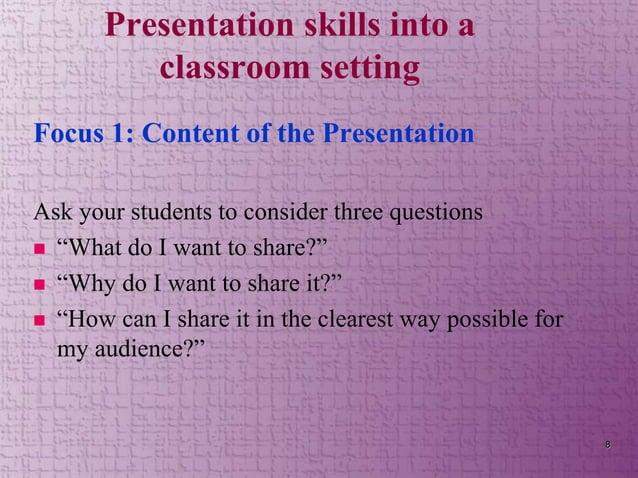 Presentation skills into a
classroom setting
Focus 1: Content of the Presentation
Ask your students to consider three questions
“What do I want to share?”
“Why do I want to share it?”
“How can I share it in the clearest way possible for
my audience?”
8